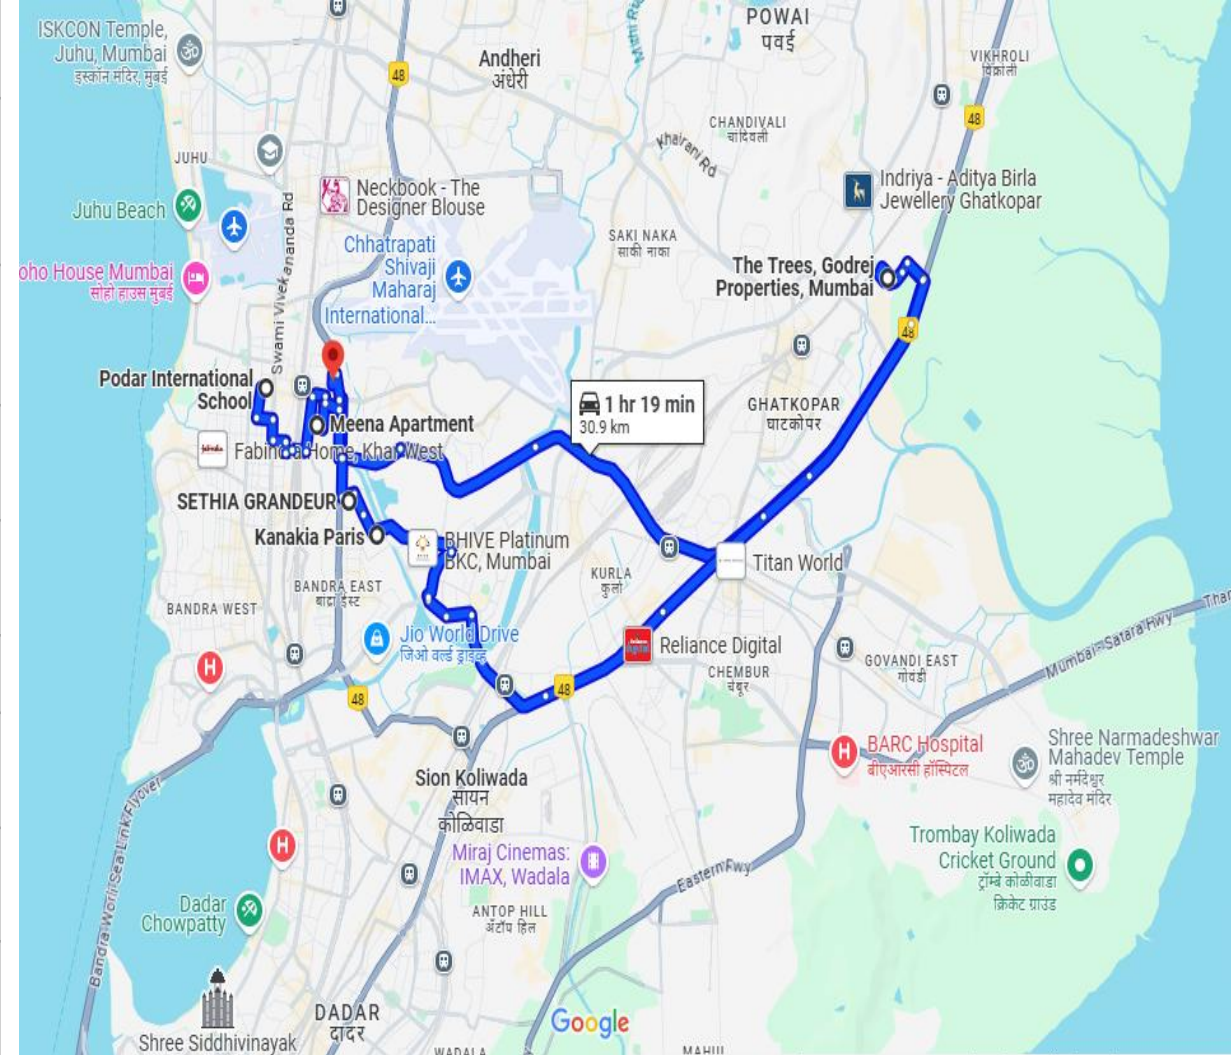 ISKCON Temple,
Juhu, Mumbai
इस्कॉन मंदिर, मुंबई
POWAI
पवई
Mithi Ri
Andheri
अंधेरी
VIKHROLI
विक्रोली
48
48
CHANDIVALI
चांदिवली
Khairani Rd
JUHU
Neckbook - The
Designer Blouse
Indriya - Aditya Birla
Jewellery Ghatkopar
Juhu Beach
Swami Vivekananda Rd
Chhatrapati
Shivaji
Maharaj
International...
SAKI NAKA
साकी नाका
oho House Mumbai
सोहो हाउस मुंबई
The Trees, Godrej
Properties, Mumbai
48
Podar International
School
1 hr 19 min
30.9 km
GHATKOPAR
घाटकोपर
Meena Apartment
Fabindia Home, Khar West
SETHIA GRANDEUR
Kanakia Paris
BHIVE Platinum
BKC, Mumbai
Titan World
KURLA
कुर्ला
BANDRA EAST
बांद्रा ईस्ट
BANDRA WEST
Thar
Mumbai - Satara Hwy
Jio World Drive
जिओ वर्ल्ड ड्राइव्ह
Reliance Digital
CHEMBUR
चेंबूर
GOVANDI EAST
गोवंडी
H
48
48
H
BARC Hospital
बीएआरसी हॉस्पिटल
Shree Narmadeshwar
Mahadev Temple
श्री नर्मदेश्वर
महादेव मंदिर
Sion Koliwada
सायन
कोळिवाडा
Bandra Worli Sea Link Flyover
H
Miraj Cinemas:
IMAX, Wadala
Eastern Fwy
Trombay Koliwada
Cricket Ground
ट्रॉम्बे कोळीवाडा
क्रिकेट ग्राउंड
Dadar
Chowpatty
ANTOP HILL
अँटॉप हिल
DADAR
दादर
Google
Shree Siddhivinayak
WADALA
MAHUL